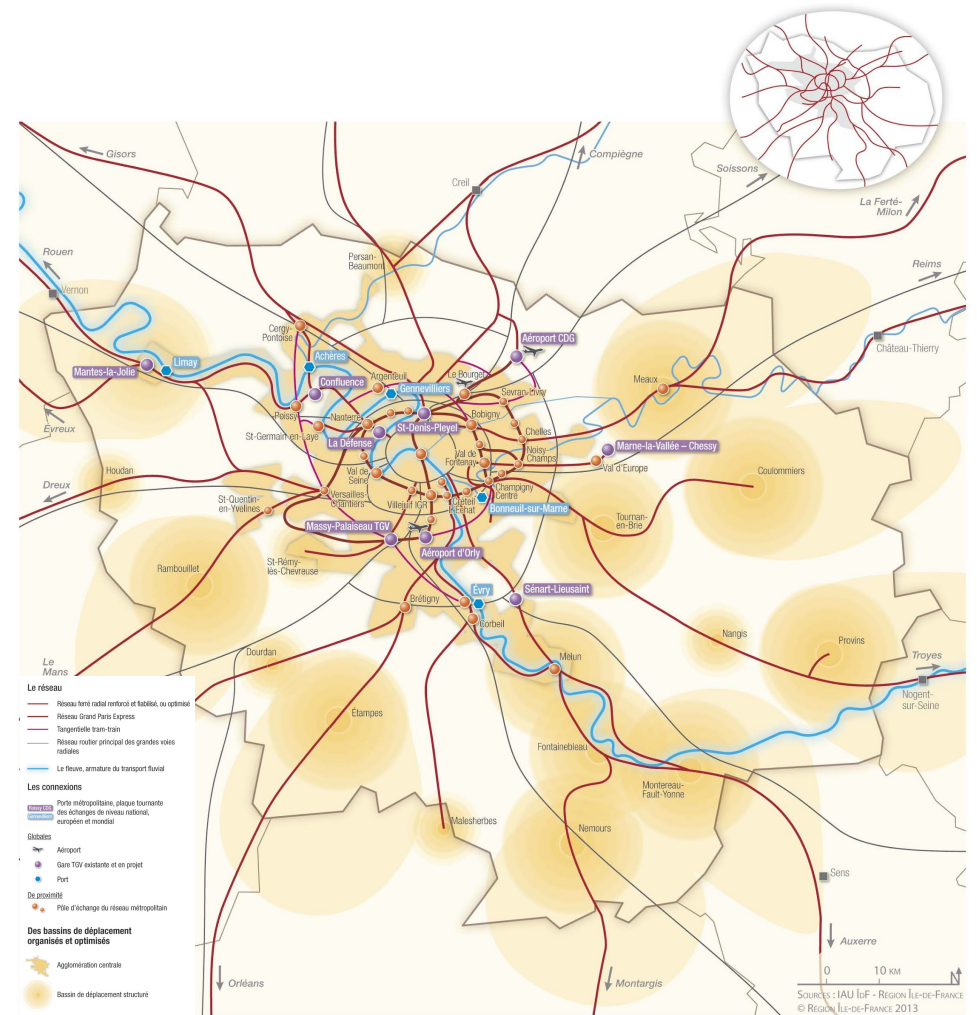 Gisors
Compiègne
Soissons
La Ferté-
Milon
Creil
Rouen
Vernon
Persan-
Beaumont
Reims
Cergy-
Pontoise
Aéroport CDG
Château-Thierry
Limay
Achères
Mantes-la-Jolie
Argenteuil
Le Bourget
Meaux
Confluence
Gennevilliers
Sevran-Livry
Poissy
Nanterre
Bobigny
St-Denis-Pleyel
St-Germain-en-Laye
Évreux
La Défense
Chelles
Noisy-
Champs
Marne-la-Vallée – Chessy
Val de
Fontenay
Val d'Europe
Houdan
Val de
Seine
Coulommiers
Dreux
St-Quentin-
en-Yvelines
Versailles-
Chantiers
Villejuif IGR
Créteil
l'Échat
Champigny
Centre
Bonneuil-sur-Marne
Massy-Palaiseau TGV
Tournan-
en-Brie
Aéroport d'Orly
Rambouillet
St-Rémy-
lès-Chevreuse
Évry
Sénart-Lieusaint
Brétigny
Corbeil
Nangis
Provins
Dourdan
Melun
Troyes
Le
Mans
Nogent-
sur-Seine
Étampes
Fontainebleau
Montereau-
Fault-Yonne
Malesherbes
Nemours
Sens
Auxerre
Orléans
Montargis
Le réseau
Réseau ferré radial renforcé et fiabilisé, ou optimisé
Réseau Grand Paris Express
Tangentielle tram-train
Réseau routier principal des grandes voies
radiales
Le fleuve, armature du transport fluvial
Les connexions
Roissy CDG
Gennevilliers
Porte métropolitaine, plaque tournante
des échanges de niveau national,
européen et mondial
Globales
Aéroport
Gare TGV existante et en projet
Port
De proximité
Pôle d'échange du réseau métropolitain
Des bassins de déplacement
organisés et optimisés
Agglomération centrale
Bassin de déplacement structuré
0 10 KM
N
SOURCES : IAU ÎDF - RÉGION ÎLE-DE-FRANCE
© RÉGION ÎLE-DE-FRANCE 2013